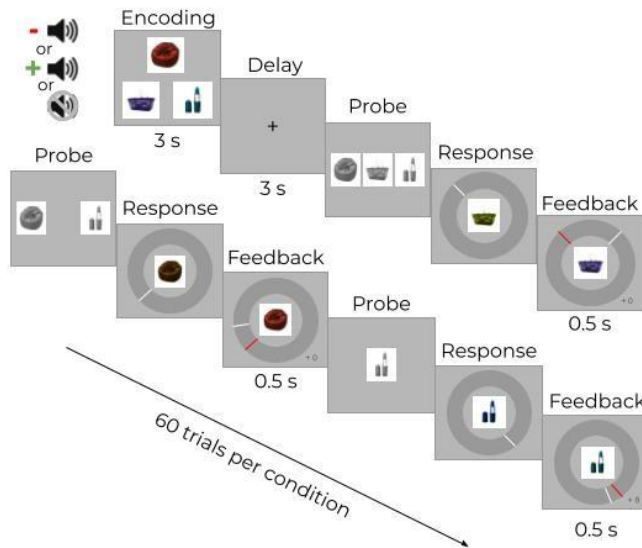 Encoding
-
or
+
or
Delay
+
Probe
3 s
Response
3 s
Feedback
+ 0
0.5 s
Probe
Response
Feedback
+ 0
0.5 s
Probe
Response
Feedback
+ 8
0.5 s
60 trials per condition